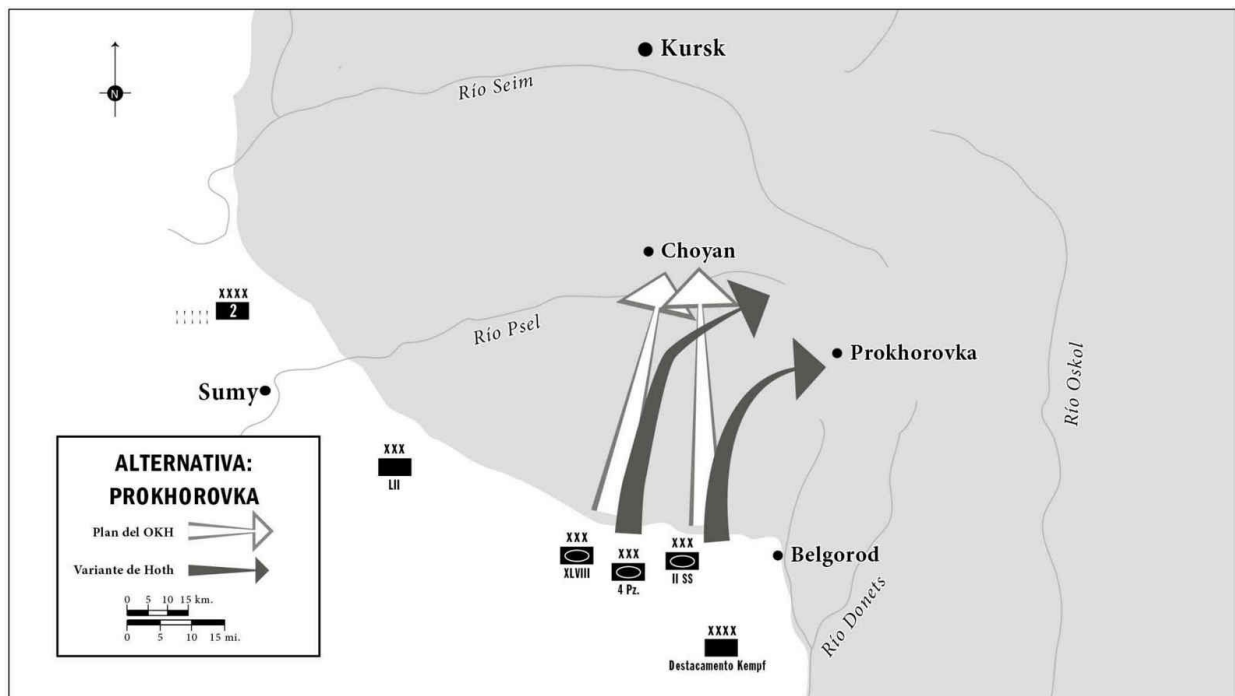 Kursk
Río Seim
N
Choyan
XXXX
2
Río Psel
Prokhorovka
Río Oskol
Sumy
XXX
LII
ALTERNATIVA:
PROKHOROVKA
Plan del OKH
Variante de Hoth
0 5 10 15 km.
0 5 10 15 mi.
XXX
XLVIII
XXX
4 Pz.
XXX
II SS
Belgorod
Río Donets
XXXX
Destacamento Kempf